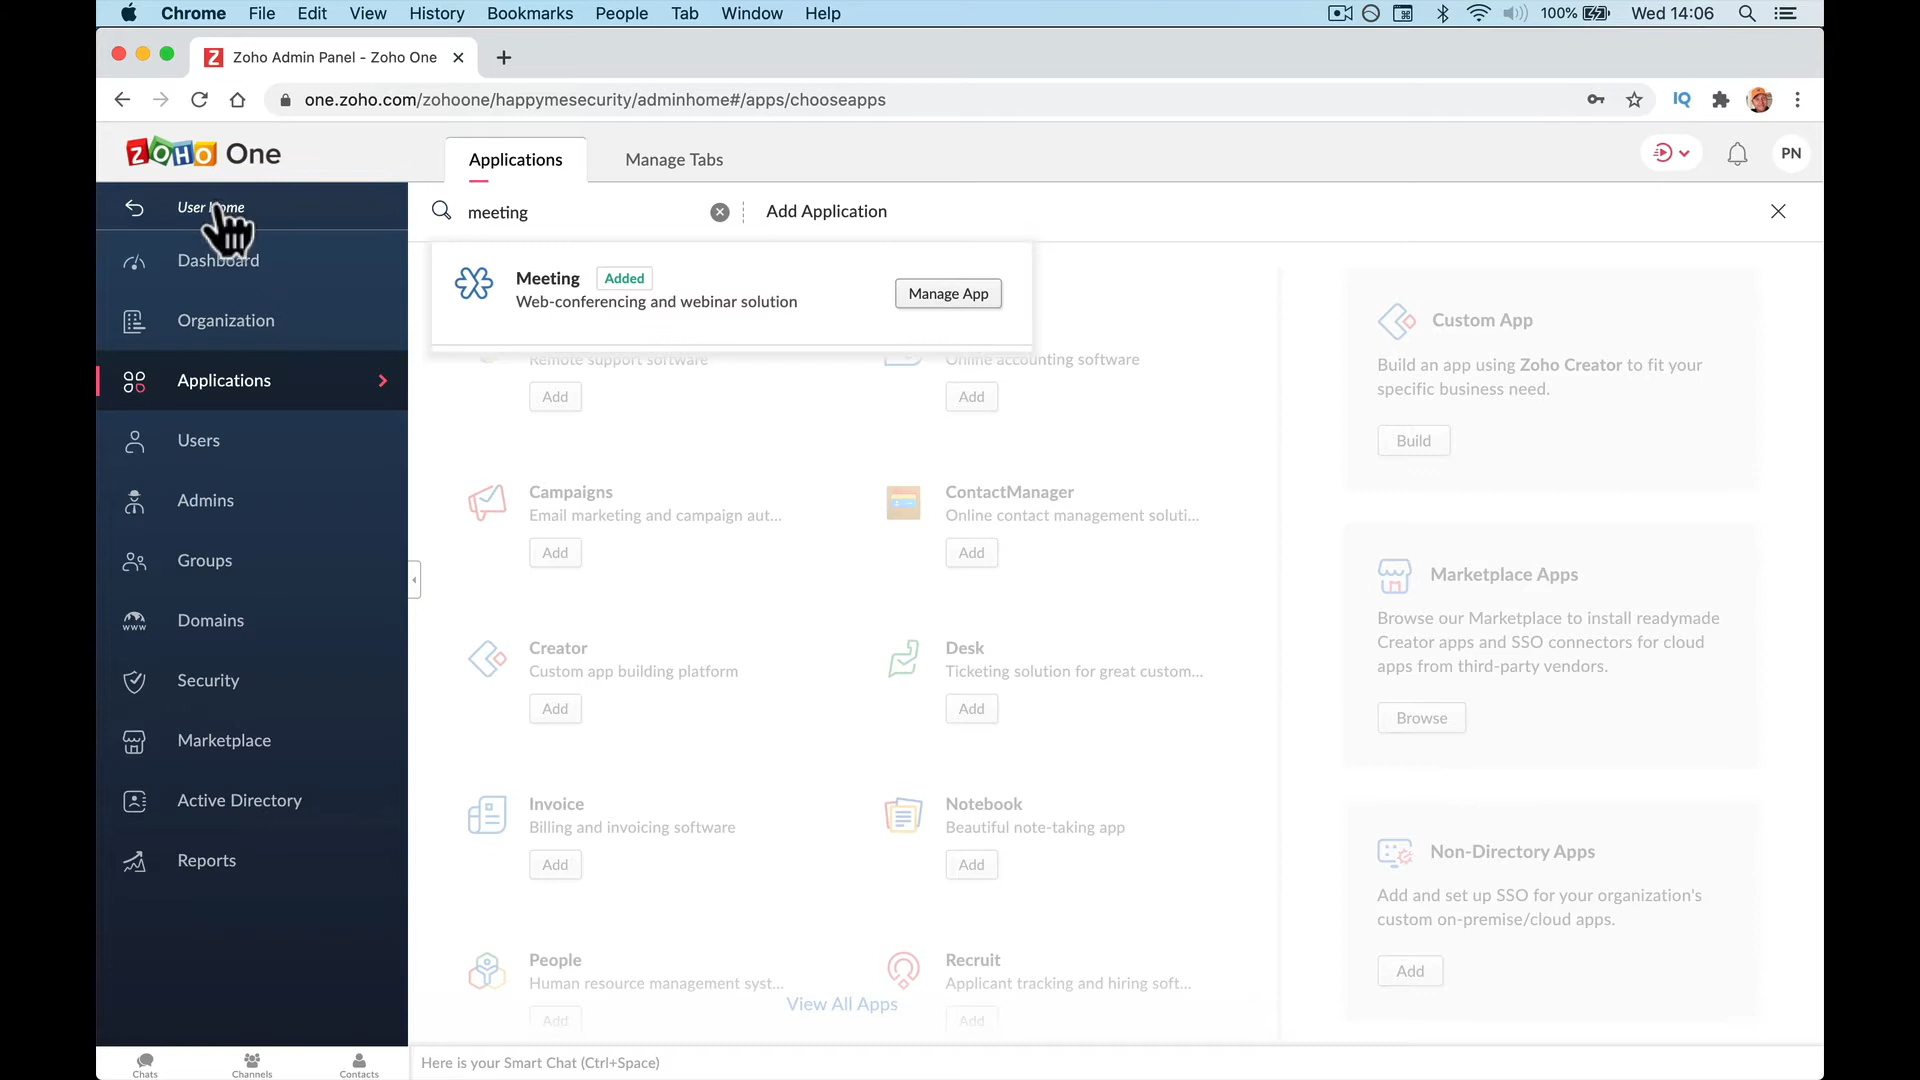 Chrome File Edit View History Bookmarks People Tab Window Help 100% Wed 14:06
Zoho Admin Panel - Zoho One
one.zoho.com/zohoone/happymesecurity/adminhome#/apps/chooseapps IQ
ZOHO One
Applications
Manage Tabs
PN
User Home
Dashboard
Organization
Applications
Users
Admins
Groups
Domains
www
Security
Marketplace
Active Directory
Reports
meeting
Add Application
Meeting Added
Web-conferencing and webinar solution
Manage App
Remote support software
Add
Online accounting software
Add
Campaigns
Email marketing and campaign aut...
Add
ContactManager
Online contact management soluti...
Add
Creator
Custom app building platform
Add
Desk
Ticketing solution for great custom...
Add
Invoice
Billing and invoicing software
Add
Notebook
Beautiful note-taking app
Add
People
Human resource management syst...
Add
Recruit
Applicant tracking and hiring soft...
Add
View All Apps
Custom App
Build an app using Zoho Creator to fit your
specific business need.
Build
Marketplace Apps
Browse our Marketplace to install readymade
Creator apps and SSO connectors for cloud
apps from third-party vendors.
Browse
Non-Directory Apps
Add and set up SSO for your organization's
custom on-premise/cloud apps.
Add
Chats
Channels
Contacts
Here is your Smart Chat (Ctrl+Space)